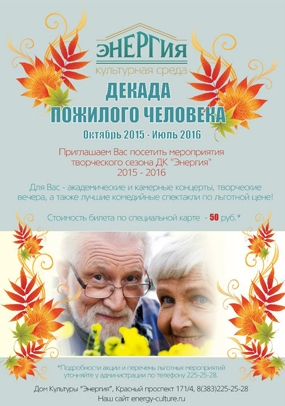 ЭНЕРГИЯ
культурная среда
ДЕКАДА
ПОЖИЛОГО ЧЕЛОВЕКА
Октябрь 2015 - Июль 2016
Приглашаем Вас посетить мероприятия
творческого сезона ДК "Энергия"
2015 - 2016
Для Вас - академические и камерные концерты, творческие
вечера, а также лучшие комедийные спектакли по льготной цене!
Стоимость билета по специальной карте - 50 руб.*
*Подробности акции и перечень льготных мероприятий
уточняйте у администрации по телефону 225-25-28.
Дом Культуры "Энергия", Красный проспект 171/4, 8(383)225-25-28
Наш сайт energy-culture.ru